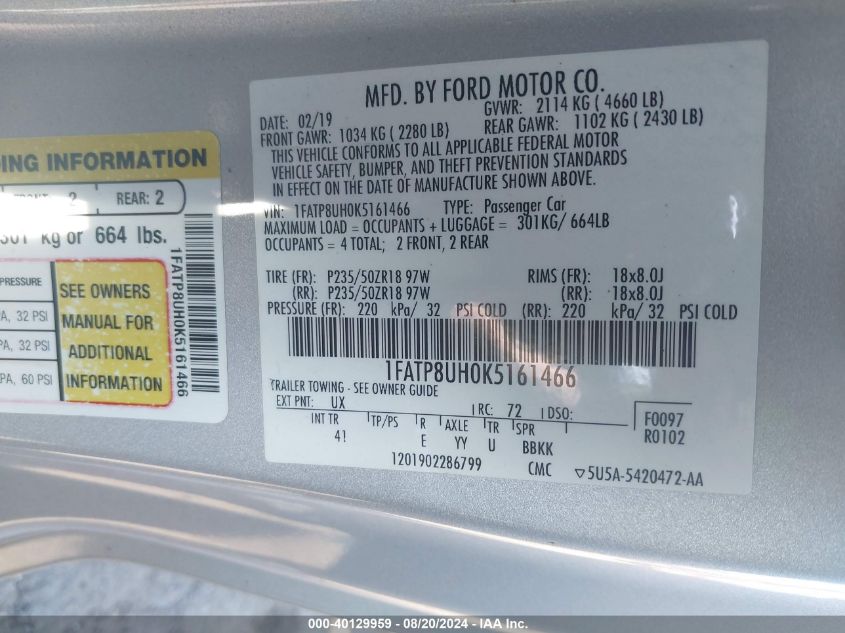 MFD. BY FORD MOTOR CO.
DATE: 02/19 GVWR: 2114 KG ( 4660 LB)
FRONT GAWR: 1034 KG ( 2280 LB) REAR GAWR: 1102 KG ( 2430 LB)
THIS VEHICLE CONFORMS TO ALL APPLICABLE FEDERAL MOTOR
VEHICLE SAFETY, BUMPER, AND THEFT PREVENTION STANDARDS
IN EFFECT ON THE DATE OF MANUFACTURE SHOWN ABOVE.
VIN: 1FATP8UH0K5161466 TYPE: Passenger Car
MAXIMUM LOAD = OCCUPANTS + LUGGAGE = 301KG/ 664LB
OCCUPANTS = 4 TOTAL; 2 FRONT, 2 REAR
TIRE (FR): P235/50ZR18 97W RIMS (FR): 18x8.0J
(RR): P235/50ZR18 97W (RR): 18x8.0J
PRESSURE (FR): 220 kPa/ 32 PSI COLD (RR): 220 kPa/ 32 PSI COLD
1FATP8UH0K5161466
TRAILER TOWING - SEE OWNER GUIDE
EXT PNT: UX RC: 72 DSO: F0097
INT TR TP/PS R AXLE TR SPR R0102
4! E YY U BBKK
1201902286799 CMC 5U5A-5420472-AA
ING INFORMATION
FRONT: 2 REAR: 2
301 kg or 664 lbs.
1FATP8UH0K5161466
PRESSURE
PA, 32 PSI
PA, 32 PSI
PA, 60 PSI
SEE OWNERS
MANUAL FOR
ADDITIONAL
INFORMATION
000-40129959 - 08/20/2024 - IAA Inc.